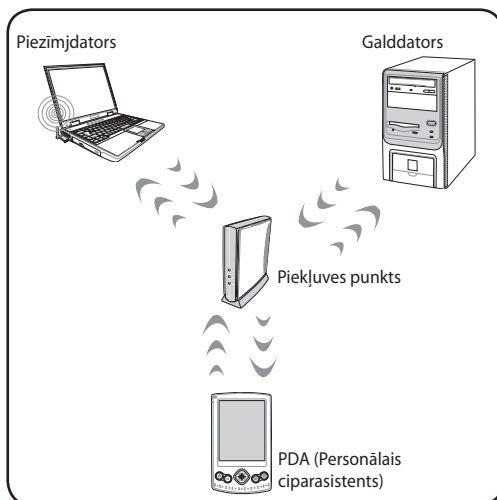 Piezīmjdators
Galddators
Piekļuves punkts
PDA (Personālais
ciparasistents)